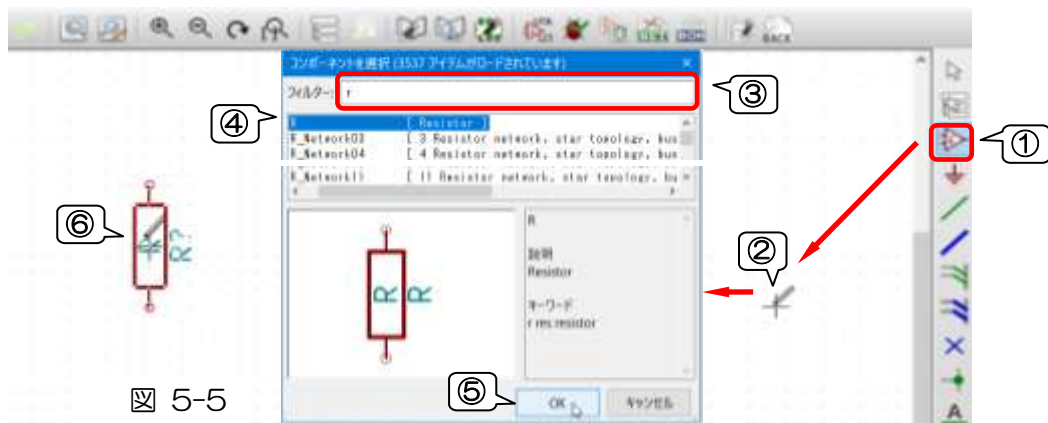 BACK
コンポーネントを選択 (3537 アイテムがロードされています)
フィルター: r
③
④
①
R [ Resistor ]
R_Network03 [ 3 Resistor network, star topology, bus
R_Network04 [ 4 Resistor network, star topology, bus
R_Network11 [ 11 Resistor network, star topology, bu
⑥
R
R?
②
R
R
R
説明
Resistor
キーワード
r res resistor
⑤
OK
キャンセル
A
図 5-5